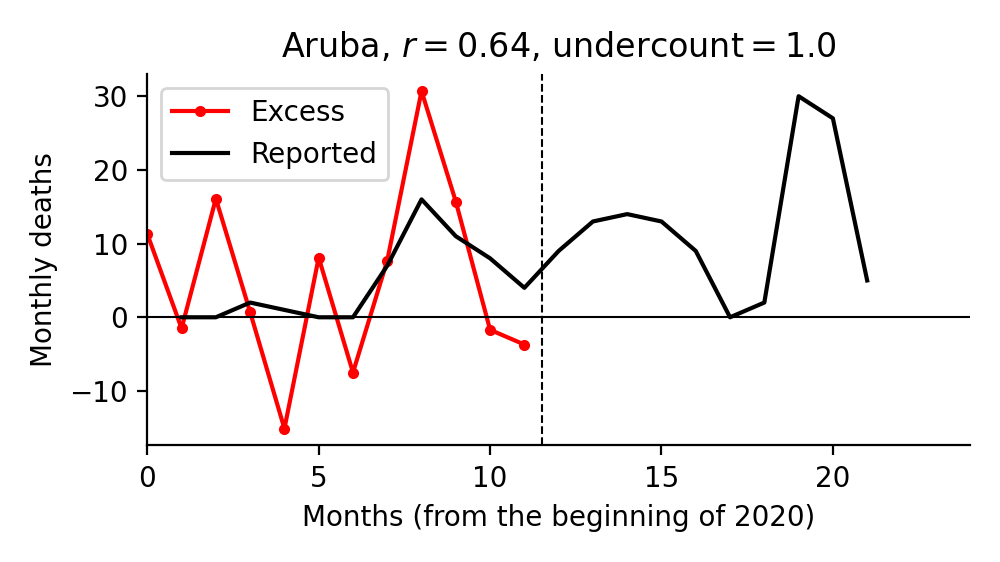 Aruba, r = 0.64, undercount = 1.0
Excess
Reported
Monthly deaths
30
20
10
0
−10
0 5 10 15 20
Months (from the beginning of 2020)